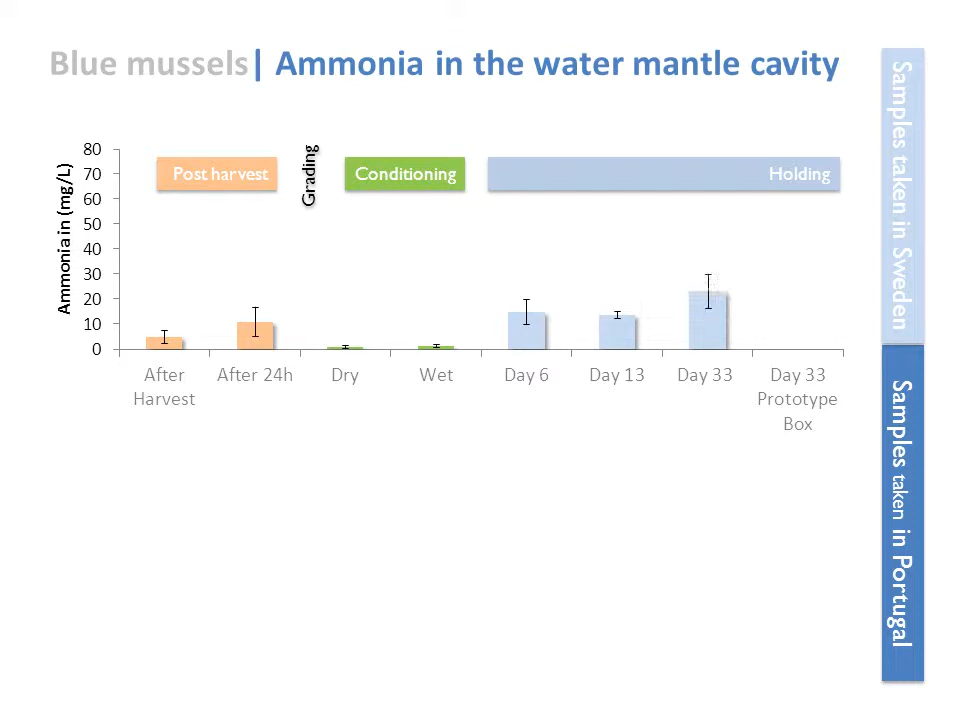 Blue mussels| Ammonia in the water mantle cavity
Ammonia in (mg/L)
80
70
60
50
40
30
20
10
0
Post harvest
Grading
Conditioning
Holding
After
Harvest
After 24h
Dry
Wet
Day 6
Day 13
Day 33
Day 33
Prototype
Box
Samples taken in Sweden
Samples taken in Portugal